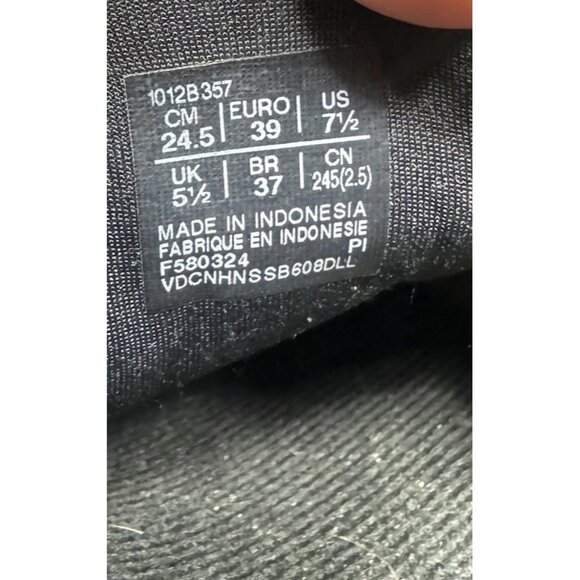 1012B357
CM | EURO | US
24.5 | 39 | 7½
UK | BR | CN
5½ | 37 | 245(2.5)
MADE IN INDONESIA
FABRIQUE EN INDONESIE
F580324 PI
VDCNHNSSB608DLL